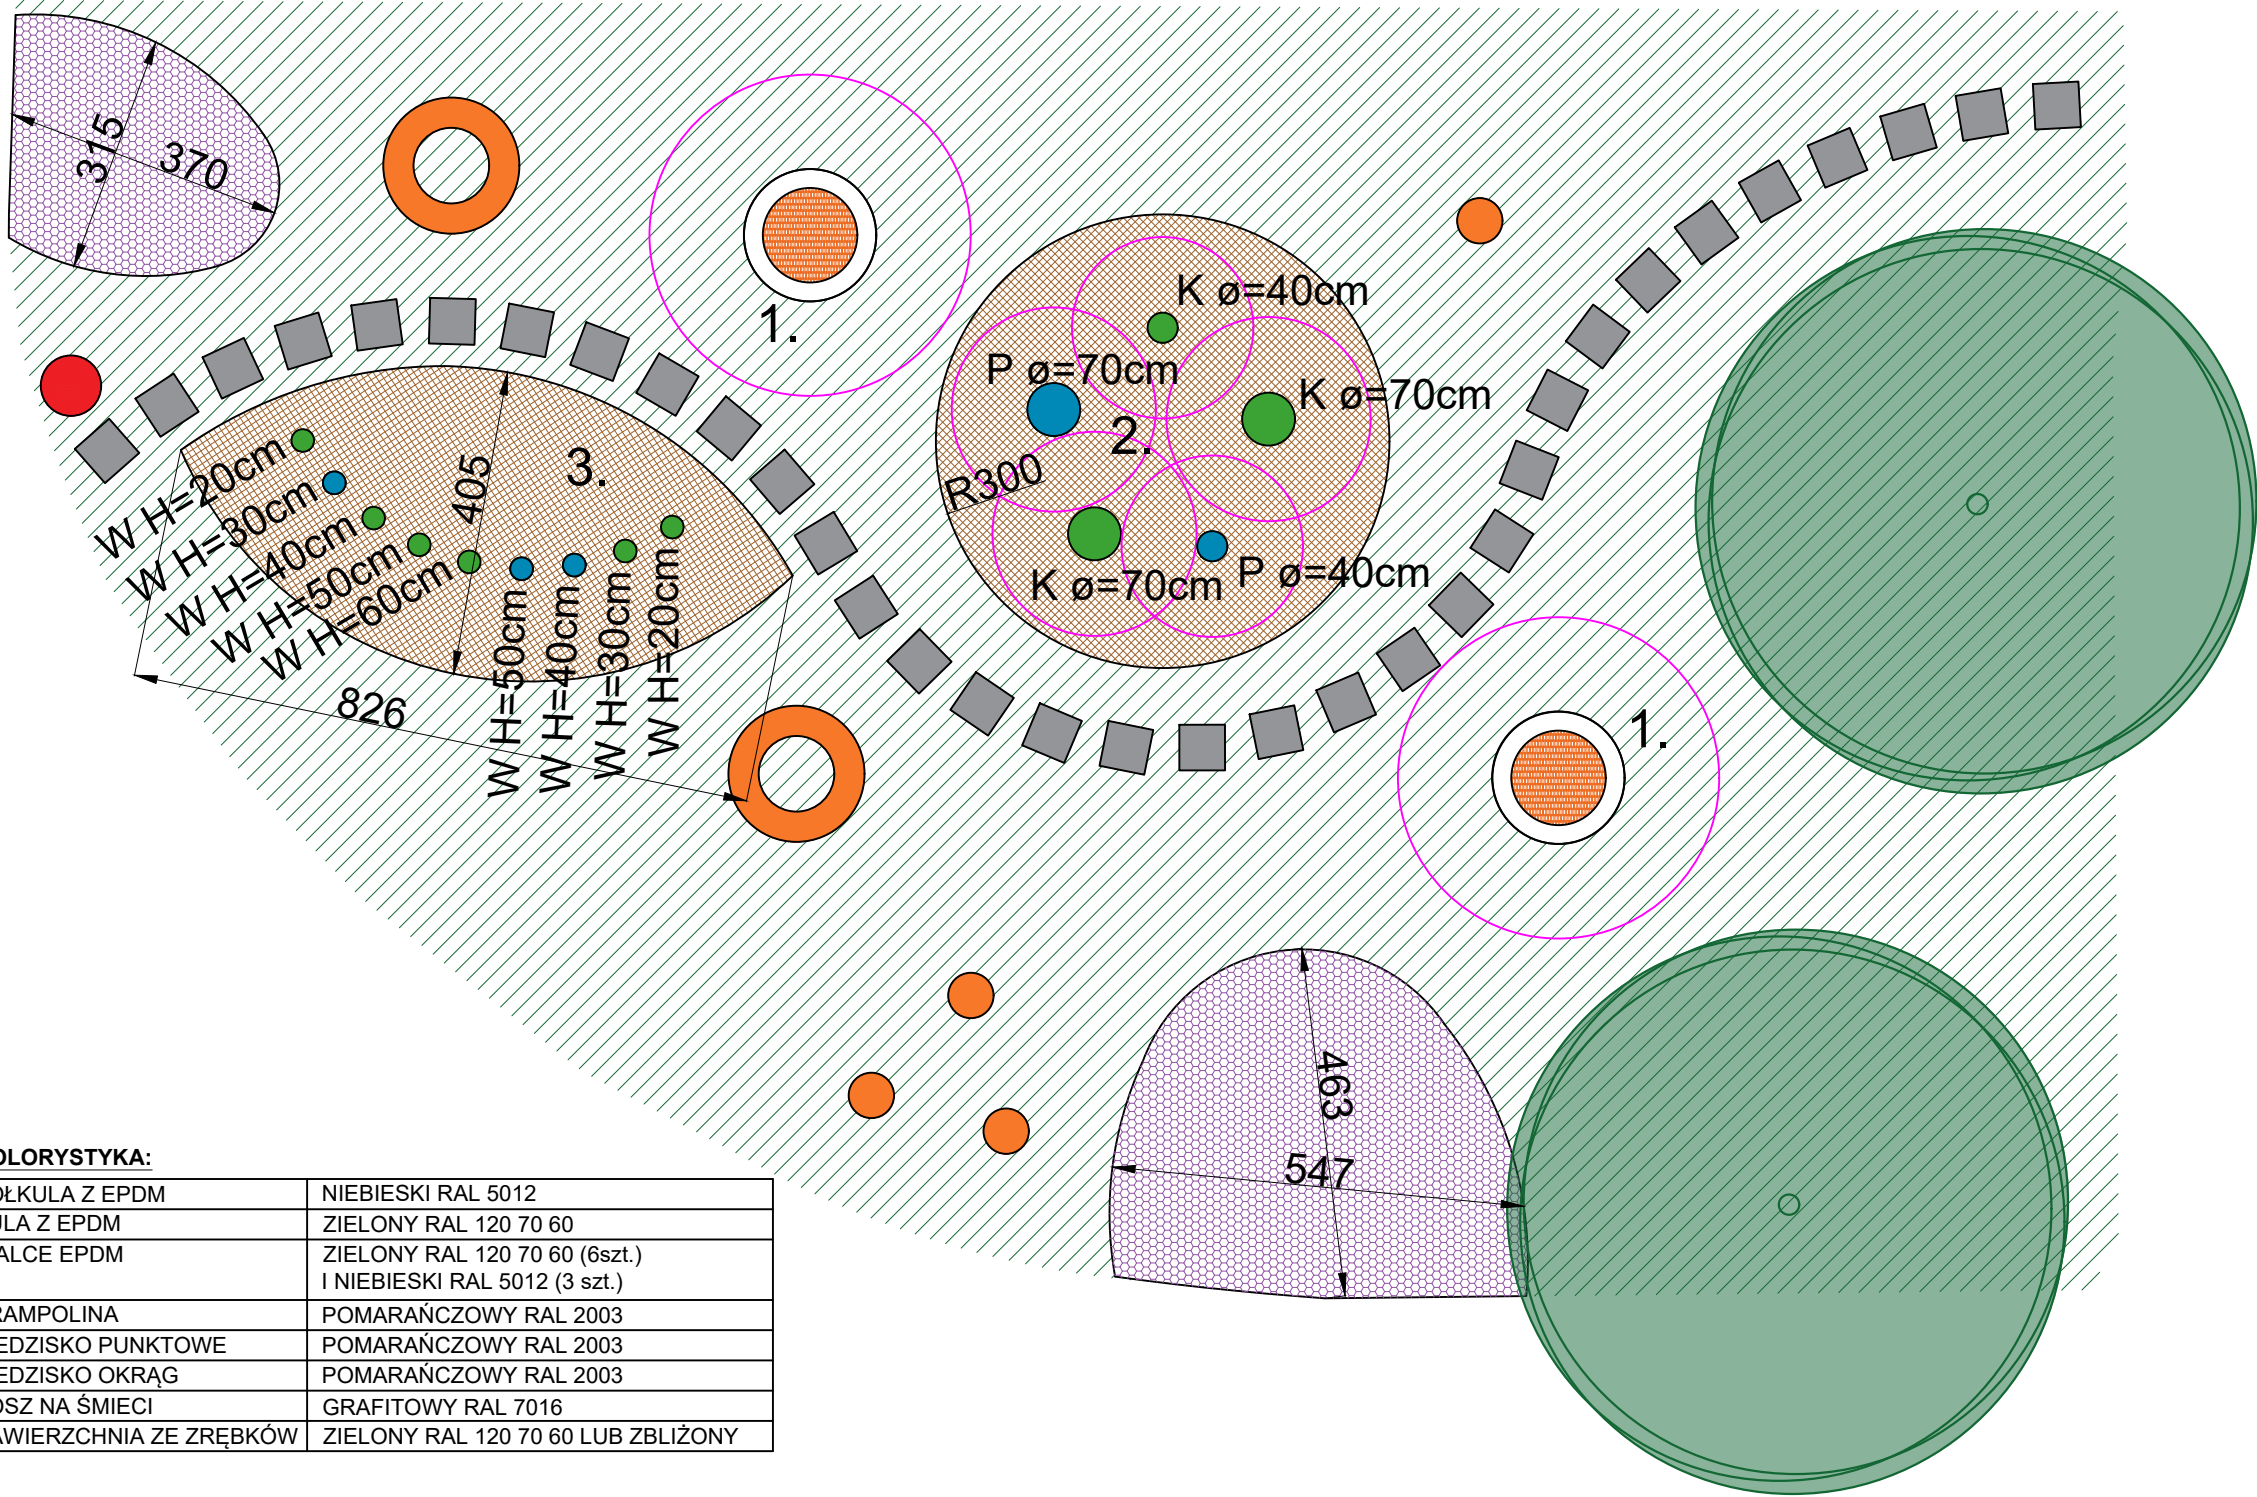 315
370
1.
K ø=40cm
P ø=70cm
K ø=70cm
2.
R300
K ø=70cm
P ø=40cm
3.
405
W H=20cm
W H=30cm
W H=40cm
W H=50cm
W H=60cm
W H=50cm
W H=40cm
W H=30cm
W H=20cm
826
1.
463
547
OLORYSTYKA:
ÓŁKULA Z EPDM NIEBIESKI RAL 5012
ULA Z EPDM ZIELONY RAL 120 70 60
ALCE EPDM ZIELONY RAL 120 70 60 (6szt.)
I NIEBIESKI RAL 5012 (3 szt.)
RAMPOLINA POMARAŃCZOWY RAL 2003
EDZISKO PUNKTOWE POMARAŃCZOWY RAL 2003
EDZISKO OKRĄG POMARAŃCZOWY RAL 2003
OSZ NA ŚMIECI GRAFITOWY RAL 7016
AWIERZCHNIA ZE ZRĘBKÓW ZIELONY RAL 120 70 60 LUB ZBLIŻONY